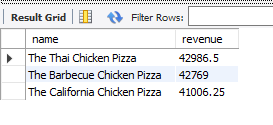 Result Grid Filter Rows:
name revenue
The Thai Chicken Pizza 42986.5
The Barbecue Chicken Pizza 42769
The California Chicken Pizza 41006.25